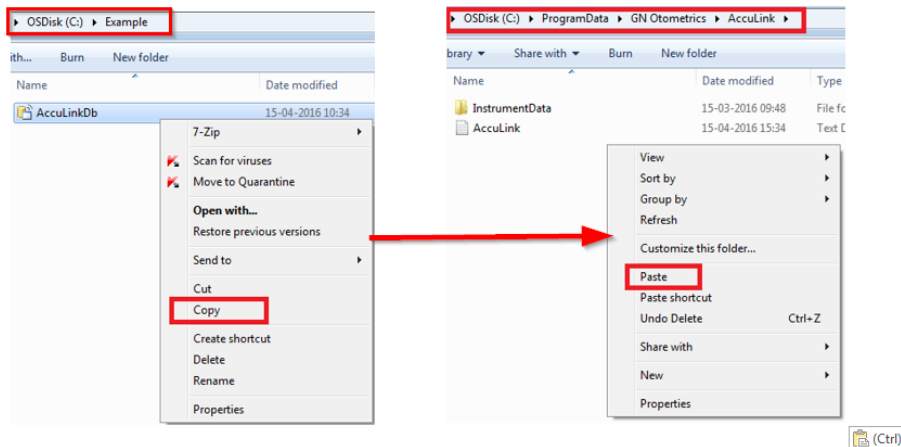 OSDisk (C:) Example
ith... Burn New folder
Name Date modified
AccuLinkDb 15-04-2016 10:34
7-Zip
Scan for viruses
Move to Quarantine
Open with...
Restore previous versions
Send to
Cut
Copy
Create shortcut
Delete
Rename
Properties
OSDisk (C:) ProgramData GN Otometrics AccuLink
brary Share with Burn New folder
Name Date modified Type
InstrumentData 15-03-2016 09:48 File fo
AccuLink 15-04-2016 15:34 Text D
View
Sort by
Group by
Refresh
Customize this folder...
Paste
Paste shortcut
Undo Delete Ctrl+Z
Share with
New
Properties
(Ctrl)